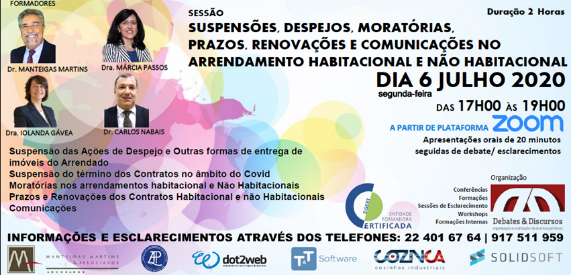 FORMADORES
Dr. MANTEIGAS MARTINS
Dra. MÁRCIA PASSOS
Dra. IOLANDA GÁVEA
Dr. CARLOS NABAIS
SESSÃO
Duração 2 Horas
SUSPENSÕES, DESPEJOS, MORATÓRIAS,
PRAZOS, RENOVAÇÕES E COMUNICAÇÕES NO
ARRENDAMENTO HABITACIONAL E NÃO HABITACIONAL
DIA 6 JULHO 2020
segunda-feira
DAS 17H00 ÀS 19H00
A PARTIR DE PLATAFORMA zoom
Apresentações orais de 20 minutos
seguidas de debate/ esclarecimentos
Suspensão das Ações de Despejo e Outras formas de entrega de
imóveis do Arrendado
Suspensão do término dos Contratos no âmbito do Covid
Moratórias nos arrendamentos habitacional e Não Habitacionais
Prazos e Renovações dos Contratos Habitacional e não Habitacionais
Comunicações
ENTIDADE
FORMADORA
CERTIFICADA
Conferências
Formações
Sessões de Esclarecimento
Workshops
Formações Internas
Organização
Debates & Discursos
INFORMAÇÕES E ESCLARECIMENTOS ATRAVÉS DOS TELEFONES: 22 401 67 64 | 917 511 959
MANTEIGAS MARTINS
& ASSOCIADOS
ADVOGADOS
dot2web
TiT Software
COZINCA
cozinhas industriais
SOLIDSOFT